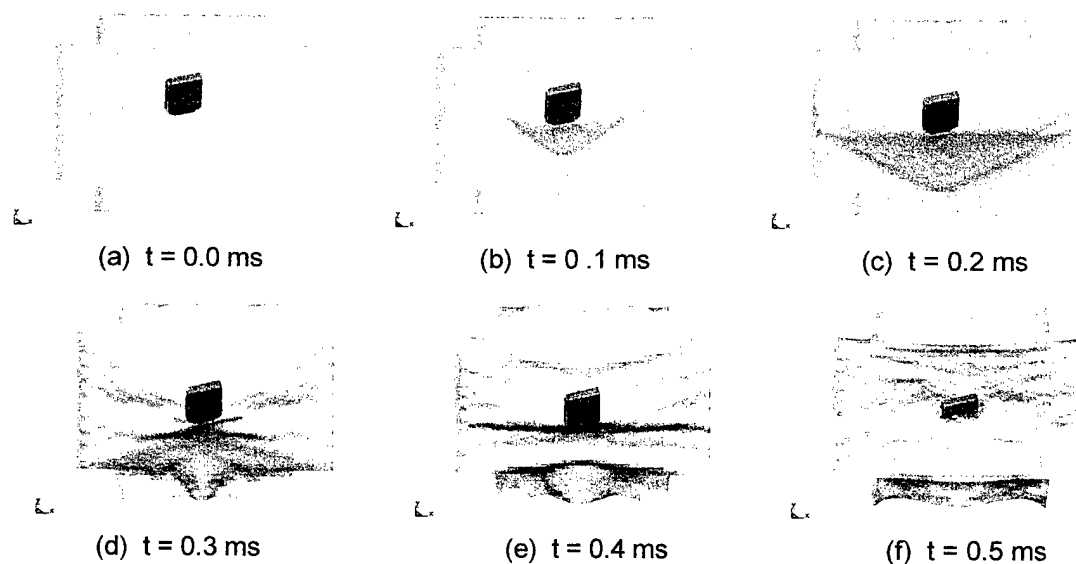 (a) t = 0.0 ms
(b) t = 0 .1 ms
(c) t = 0.2 ms
(d) t = 0.3 ms
(e) t = 0.4 ms
(f) t = 0.5 ms